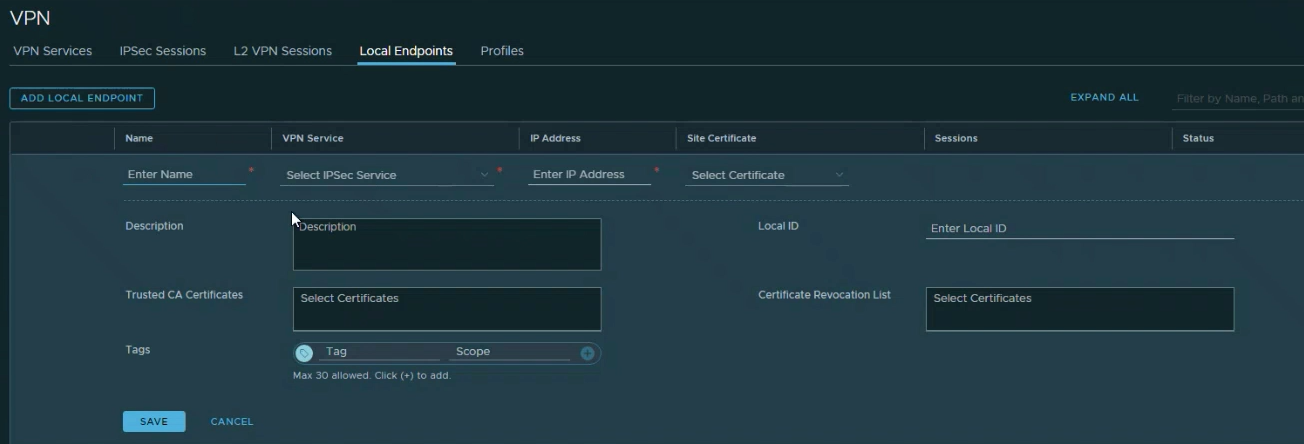 VPN
VPN Services IPSec Sessions L2 VPN Sessions Local Endpoints Profiles
ADD LOCAL ENDPOINT EXPAND ALL Filter by Name, Path an
Name VPN Service IP Address Site Certificate Sessions Status
Enter Name * Select IPSec Service * Enter IP Address * Select Certificate
Description Description Local ID Enter Local ID
Trusted CA Certificates Select Certificates Certificate Revocation List Select Certificates
Tags Tag Scope
Max 30 allowed. Click (+) to add.
SAVE CANCEL